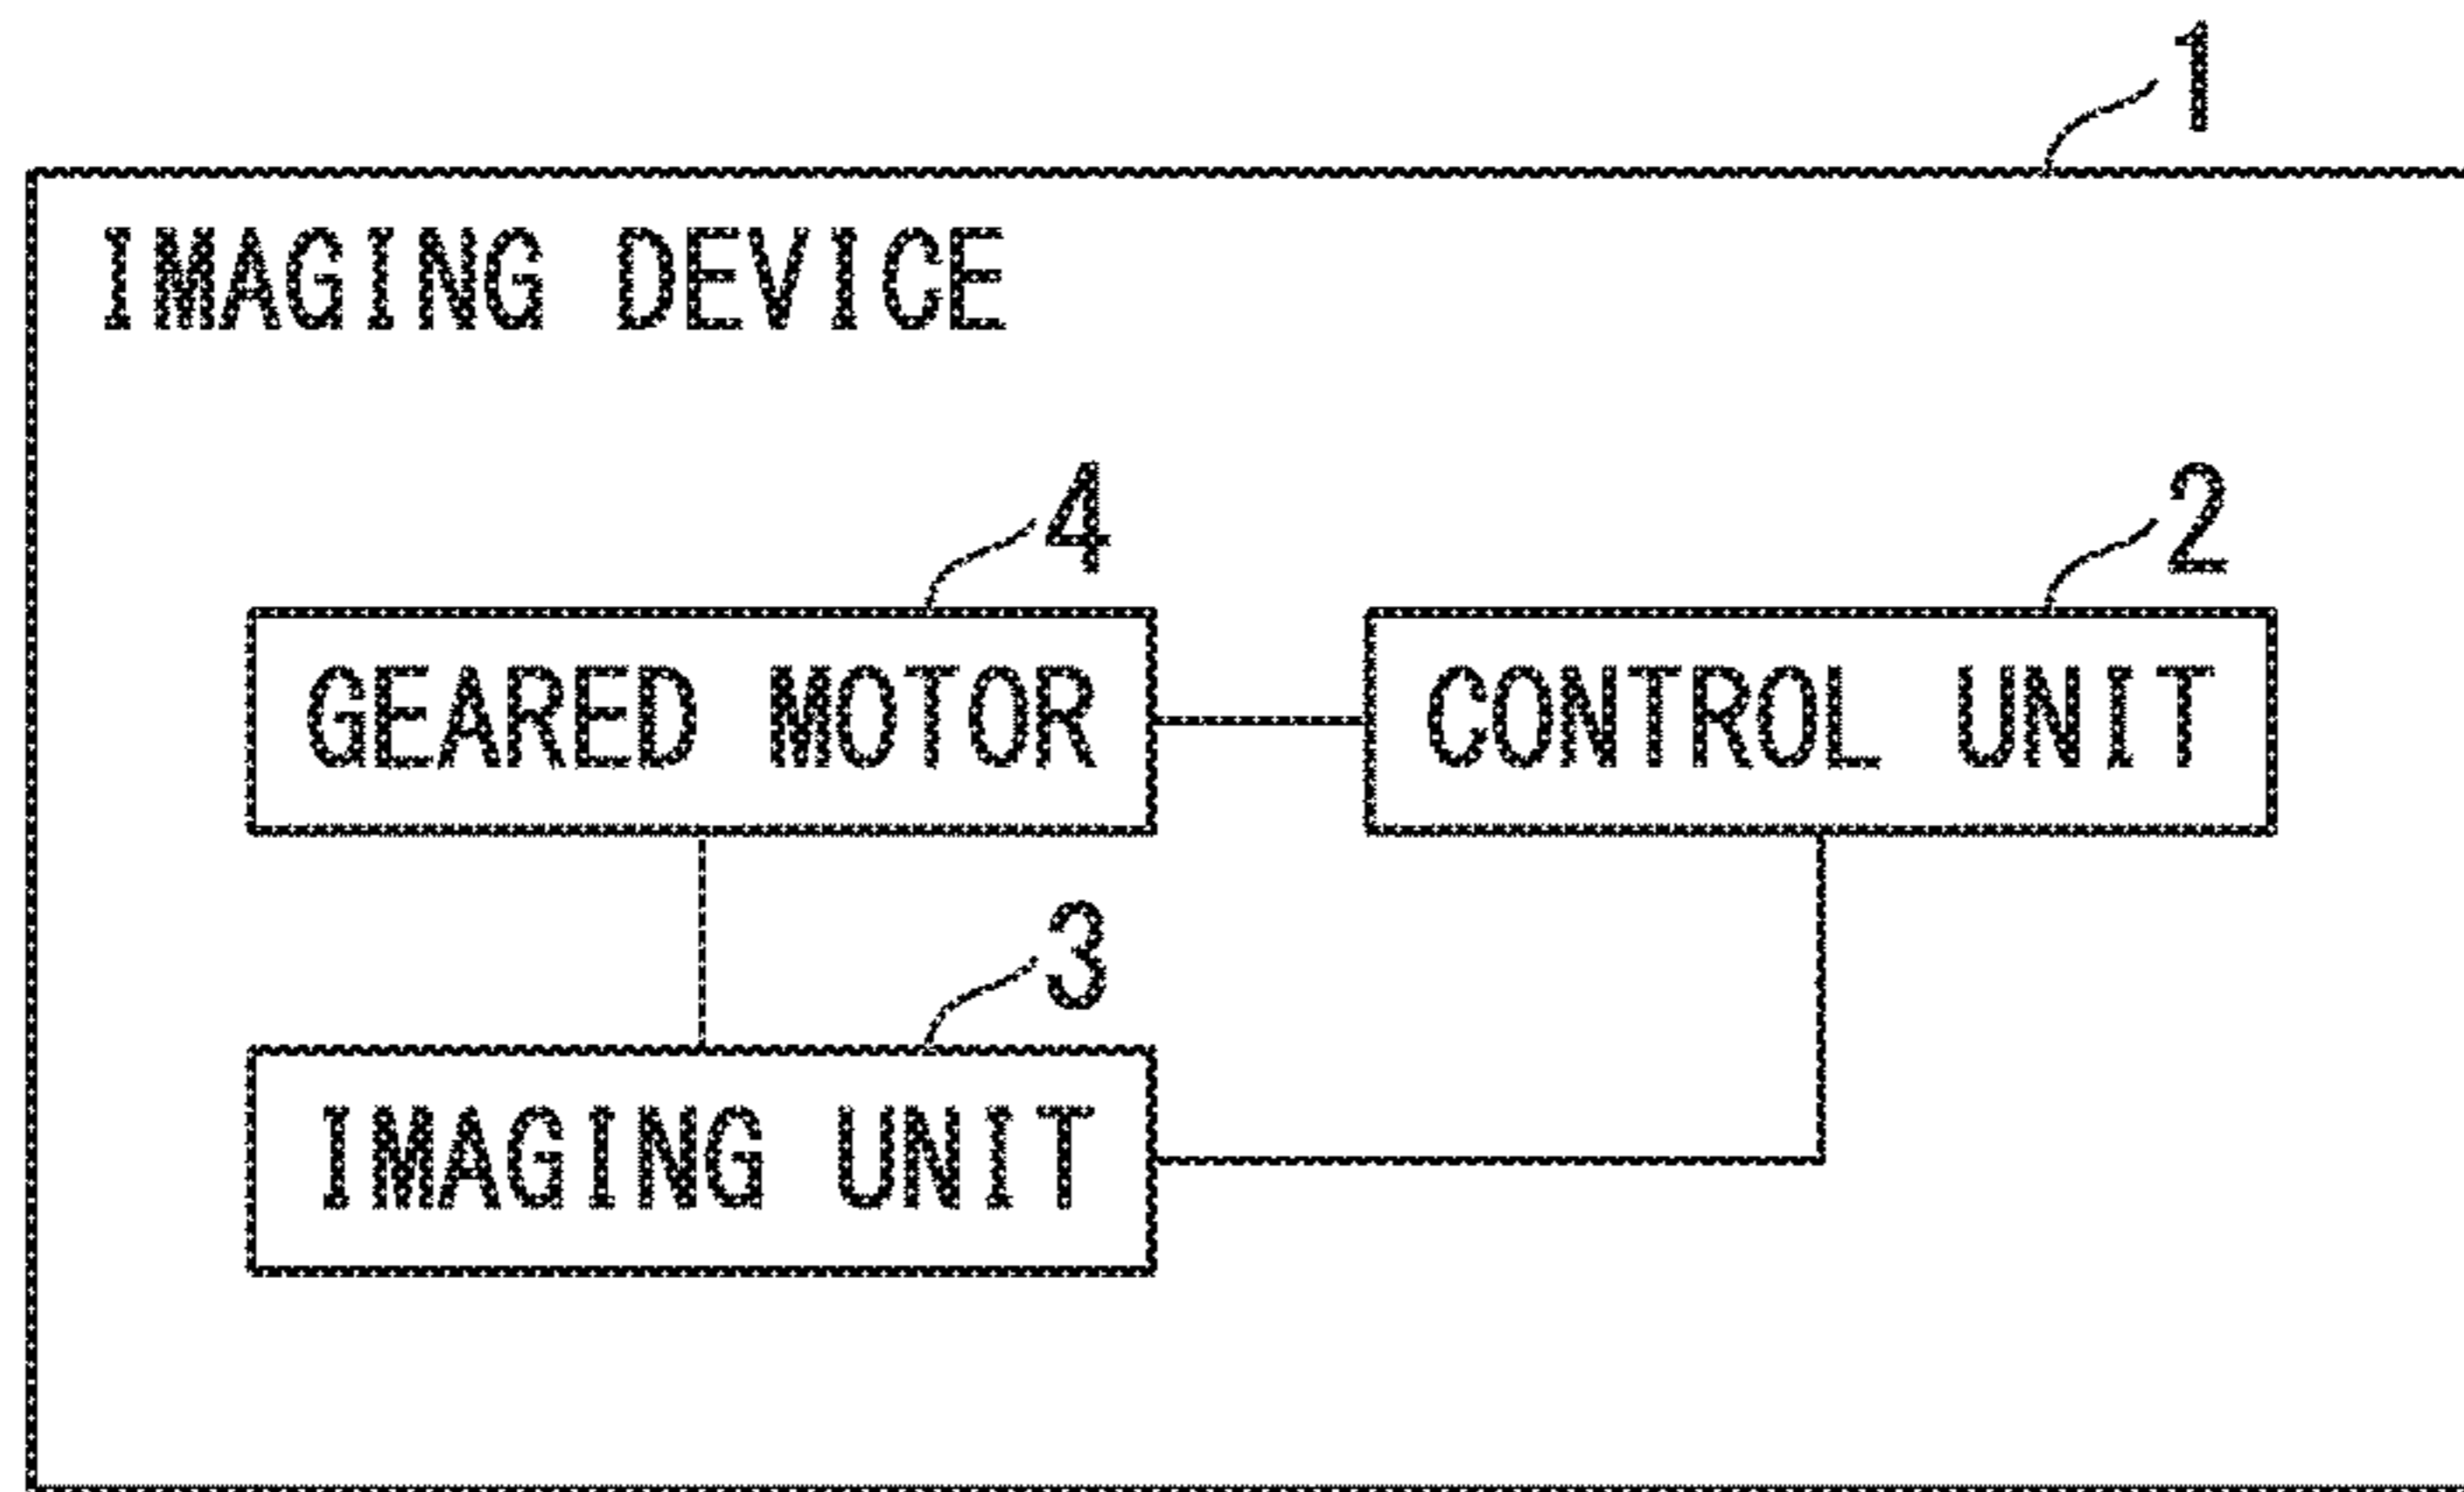 1
IMAGING DEVICE
4
2
GEARED MOTOR
CONTROL UNIT
3
IMAGING UNIT